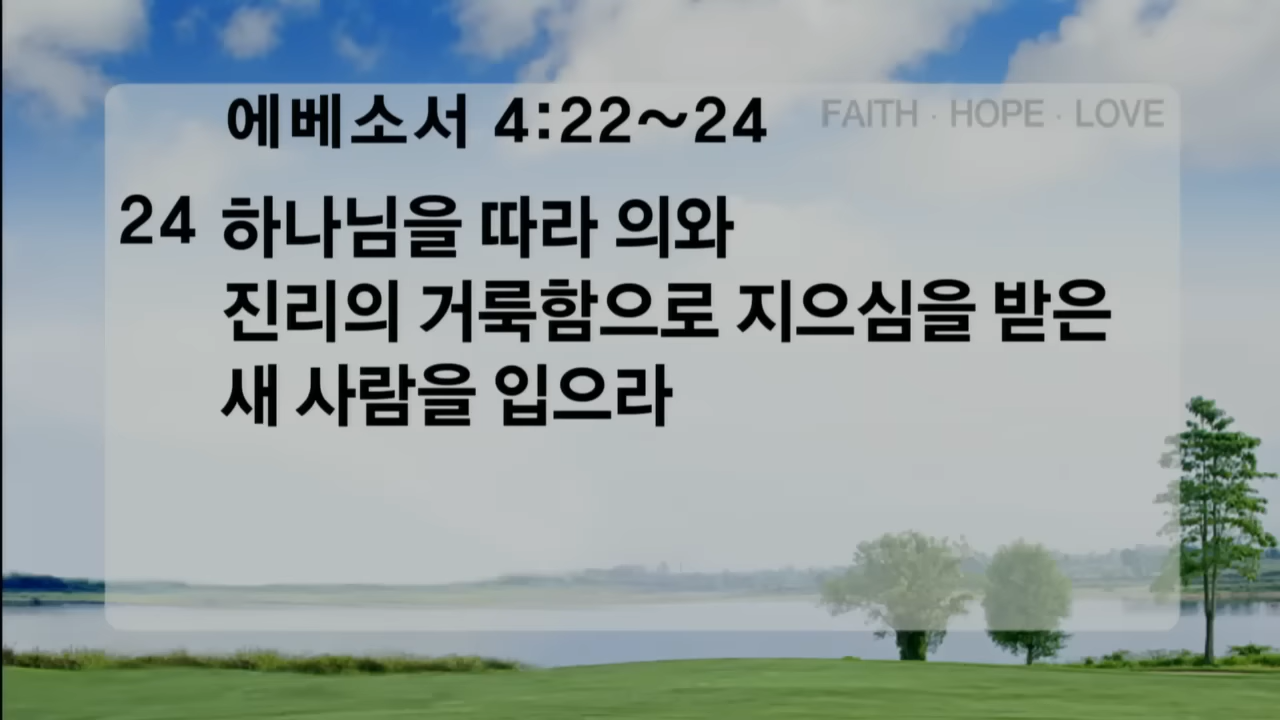 에베소서 4:22~24
FAITH · HOPE · LOVE
24 하나님을 따라 의와
진리의 거룩함으로 지으심을 받은
새 사람을 입으라